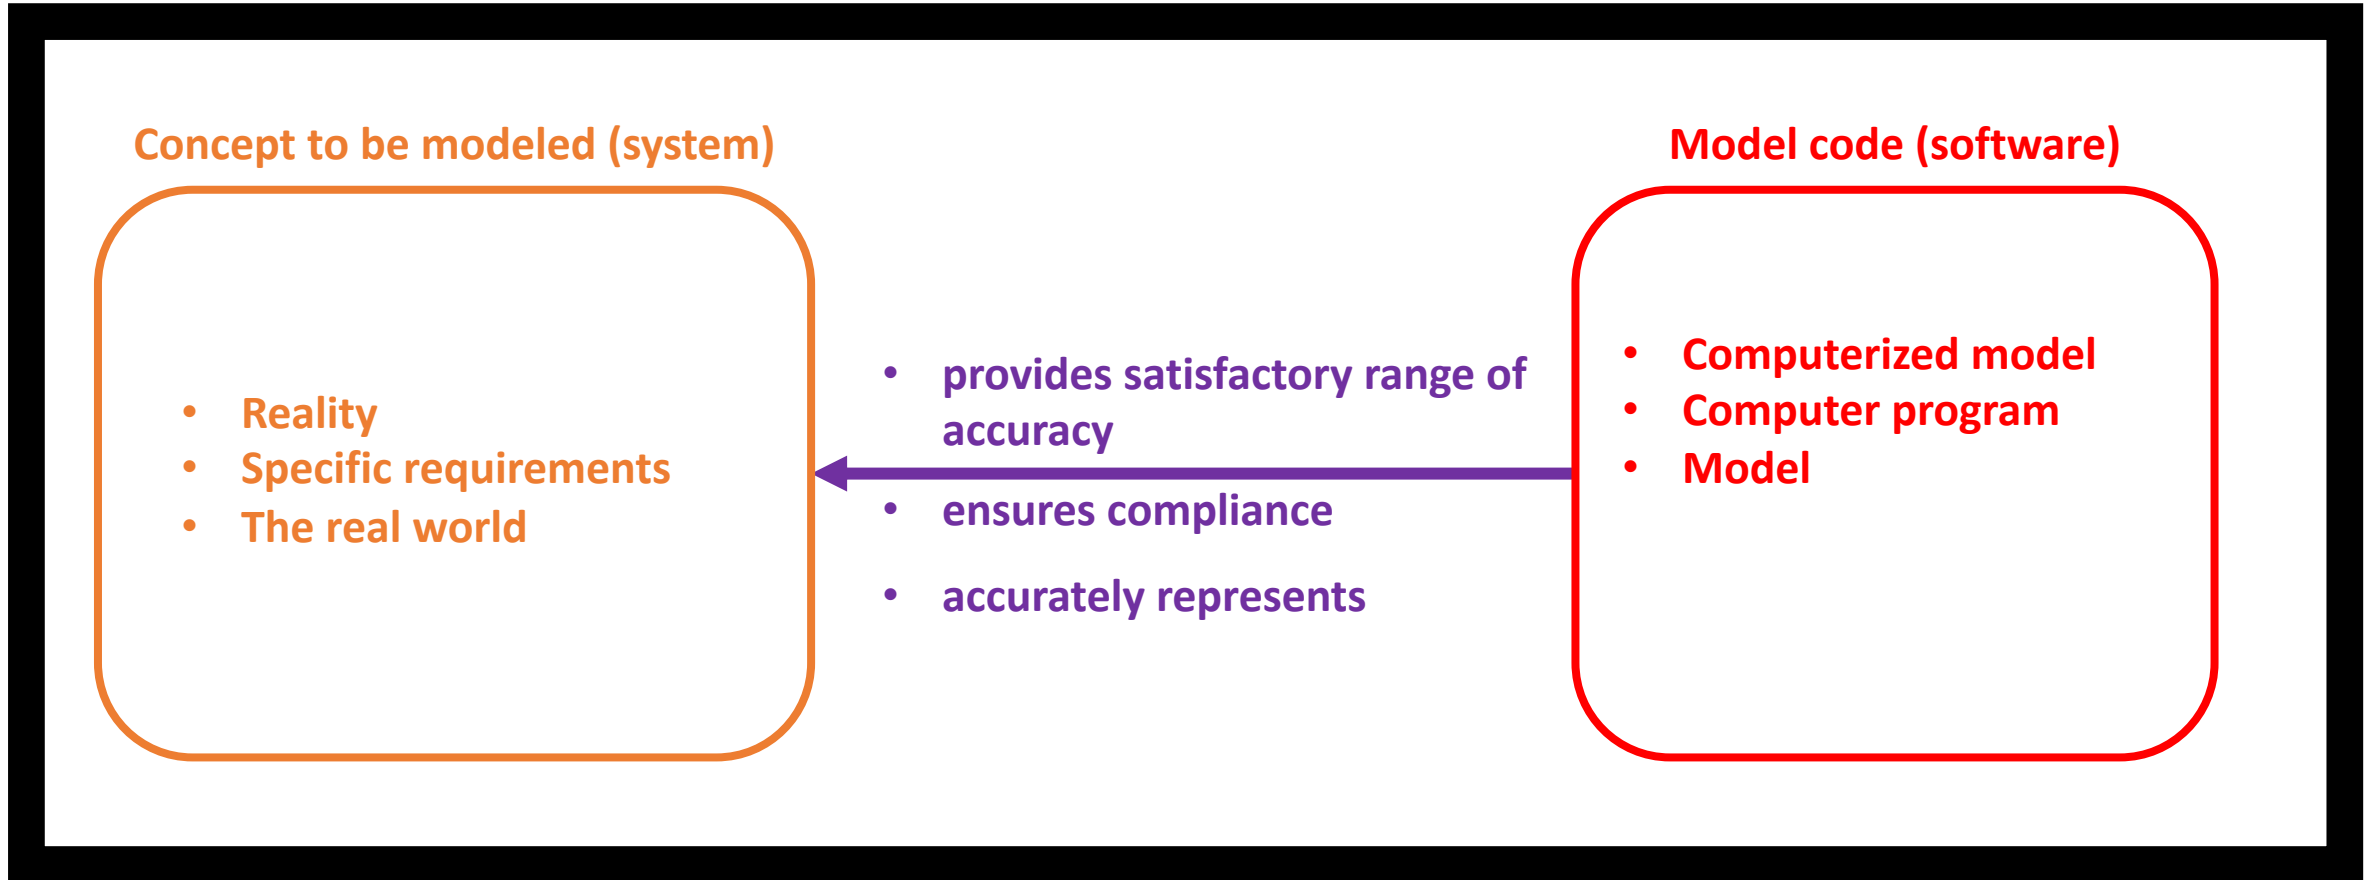 Concept to be modeled (system)
• Reality
• Specific requirements
• The real world
• provides satisfactory range of
accuracy
• ensures compliance
• accurately represents
Model code (software)
• Computerized model
• Computer program
• Model